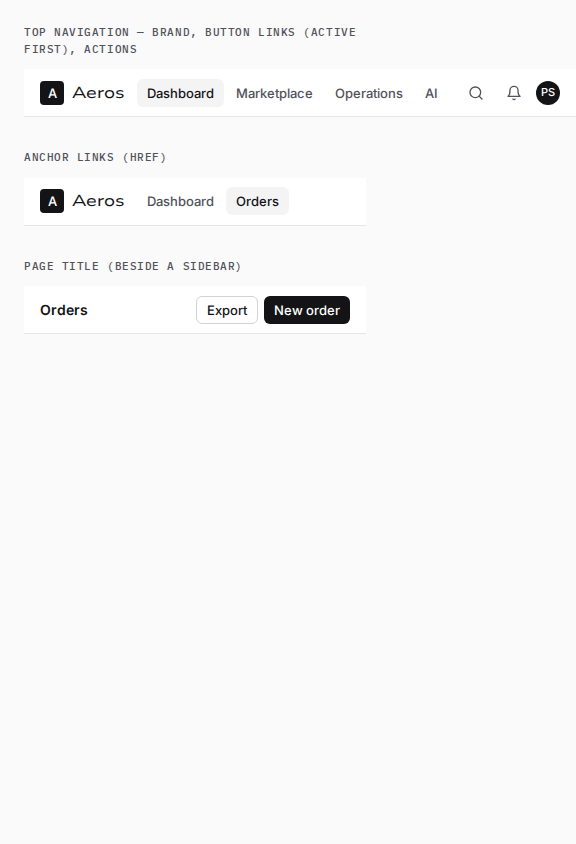 TOP NAVIGATION — BRAND, BUTTON LINKS (ACTIVE
FIRST), ACTIONS
A Aeros Dashboard Marketplace Operations AI PS
ANCHOR LINKS (HREF)
A Aeros Dashboard Orders
PAGE TITLE (BESIDE A SIDEBAR)
Orders Export New order